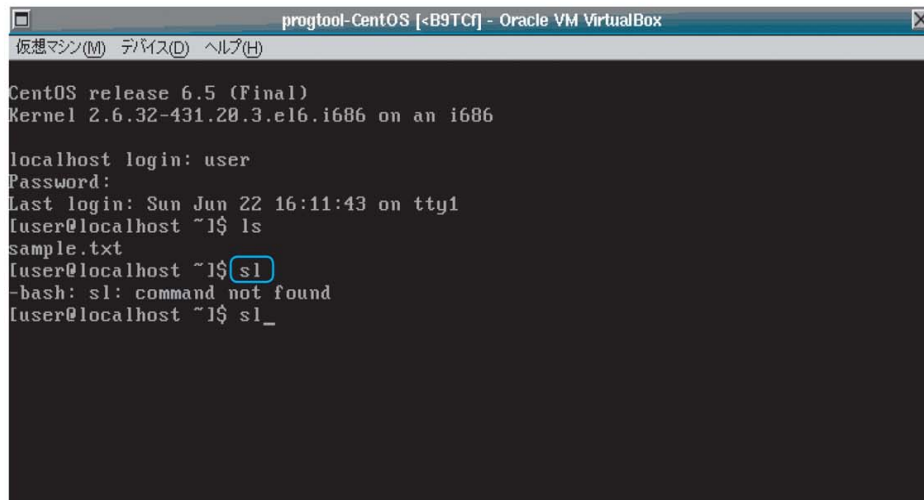 progtool-CentOS [<B9TCf] - Oracle VM VirtualBox
仮想マシン(M) デバイス(D) ヘルプ(H)
CentOS release 6.5 (Final)
Kernel 2.6.32-431.20.3.el6.i686 on an i686
localhost login: user
Password:
Last login: Sun Jun 22 16:11:43 on tty1
[user@localhost ~]$ ls
sample.txt
[user@localhost ~]$ sl
-bash: sl: command not found
[user@localhost ~]$ sl_